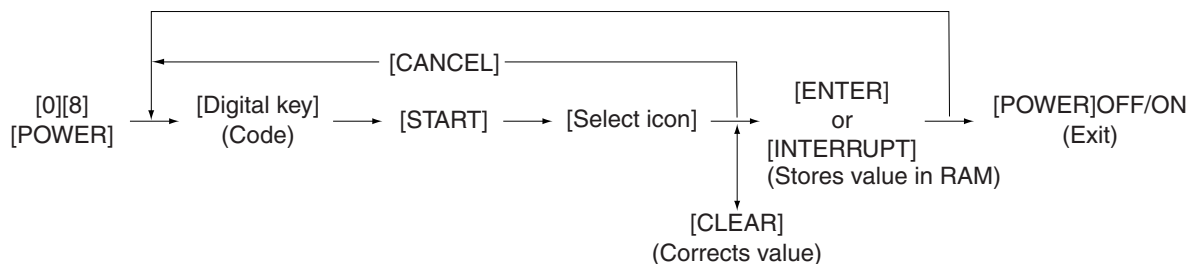 [CANCEL]
[0][8]
[POWER]
[Digital key]
(Code)
[START]
[Select icon]
[ENTER]
or
[INTERRUPT]
(Stores value in RAM)
[POWER]OFF/ON
(Exit)
[CLEAR]
(Corrects value)